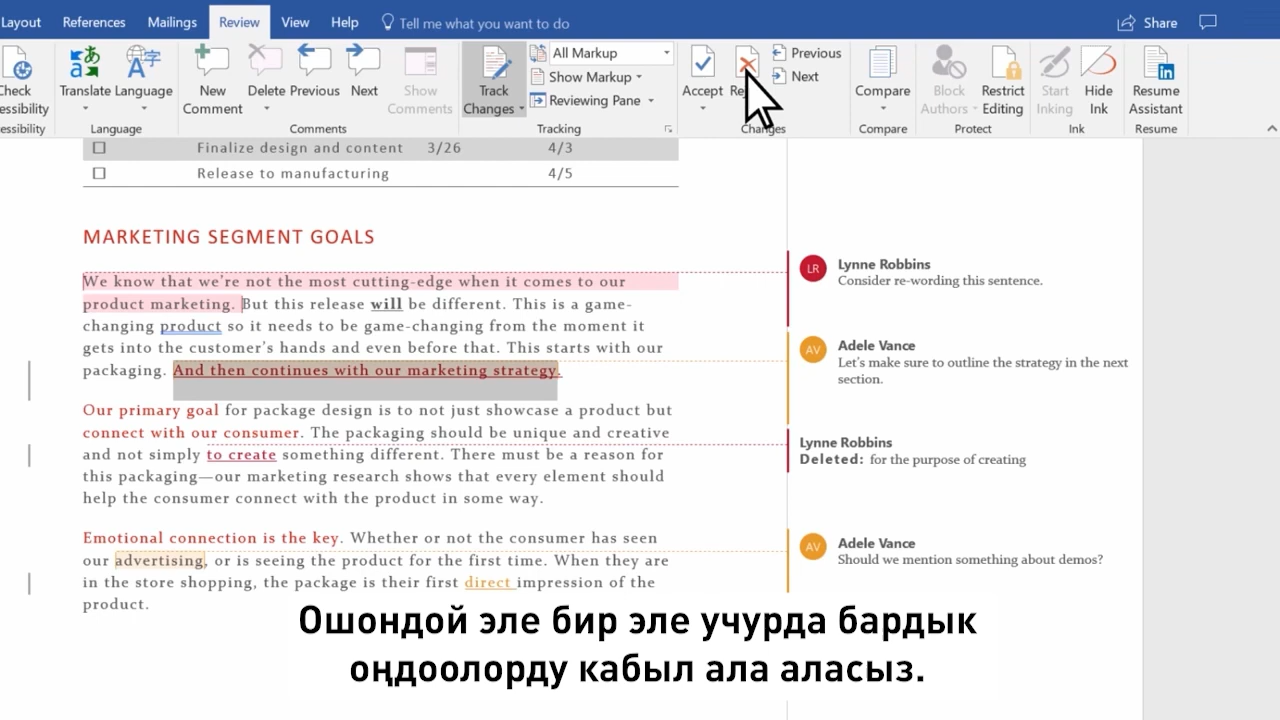 Layout References Mailings Review View Help Tell me what you want to do Share
Check Accessibility Translate Language New Comment Delete Previous Next Show Comments Track Changes All Markup Show Markup Reviewing Pane Accept Previous Next Compare Block Authors Restrict Editing Start Inking Hide Ink Resume Assistant
Language Comments Tracking Changes Compare Protect Ink Resume
Finalize design and content 3/26 4/3
Release to manufacturing 4/5
MARKETING SEGMENT GOALS
We know that we're not the most cutting-edge when it comes to our
product marketing. But this release will be different. This is a game-
changing product so it needs to be game-changing from the moment it
gets into the customer's hands and even before that. This starts with our
packaging. And then continues with our marketing strategy.
Our primary goal for package design is to not just showcase a product but
connect with our consumer. The packaging should be unique and creative
and not simply to create something different. There must be a reason for
this packaging—our marketing research shows that every element should
help the consumer connect with the product in some way.
Emotional connection is the key. Whether or not the consumer has seen
our advertising, or is seeing the product for the first time. When they are
in the store shopping, the package is their first direct impression of the
product.
LR Lynne Robbins
Consider re-wording this sentence.
AV Adele Vance
Let's make sure to outline the strategy in the next
section.
Lynne Robbins
Deleted: for the purpose of creating
AV Adele Vance
Should we mention something about demos?
Ошондой эле бир эле учурда бардык
оңдоолорду кабыл ала аласыз.